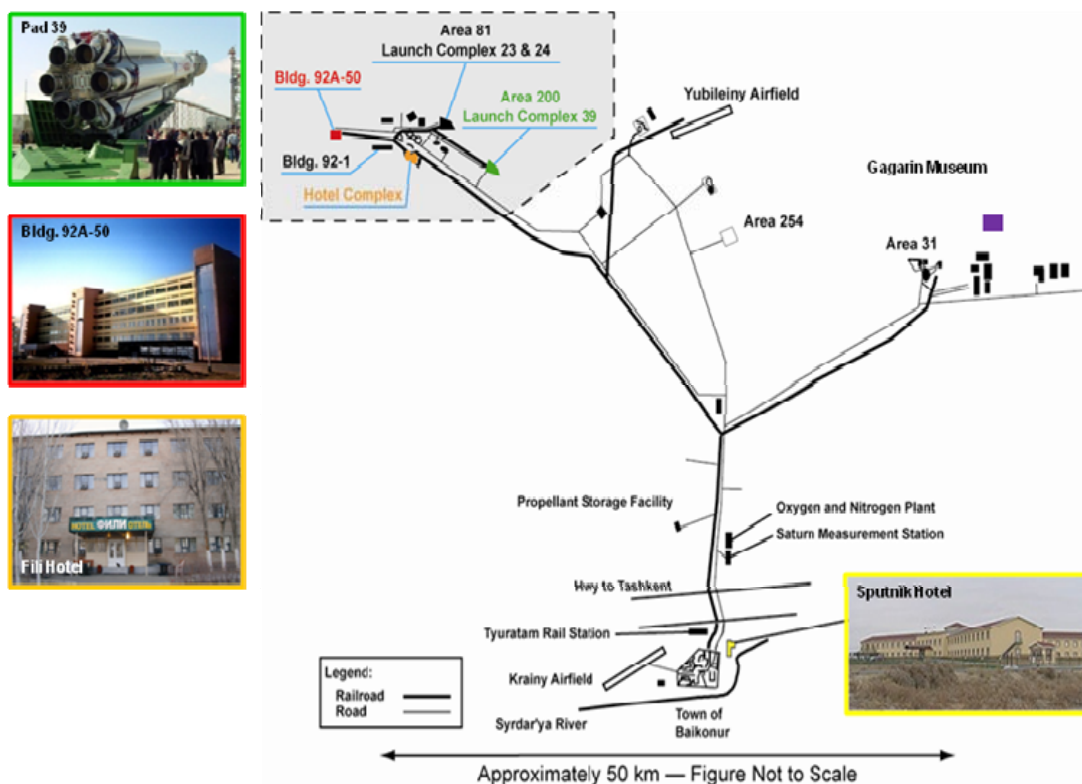 Pad 39
Bldg. 92A-50
HOTEL ФИЛИ ОТЕЛЬ
Fili Hotel
Area 81
Launch Complex 23 & 24
Bldg. 92A-50
Area 200
Launch Complex 39
Bldg. 92-1
Hotel Complex
Yubileiny Airfield
Gagarin Museum
Area 254
Area 31
Propellant Storage Facility
Oxygen and Nitrogen Plant
Saturn Measurement Station
Hwy to Tashkent
Sputnik Hotel
Tyuratam Rail Station
Legend:
Railroad
Road
Krainy Airfield
Syrdar'ya River
Town of
Baikonur
Approximately 50 km — Figure Not to Scale